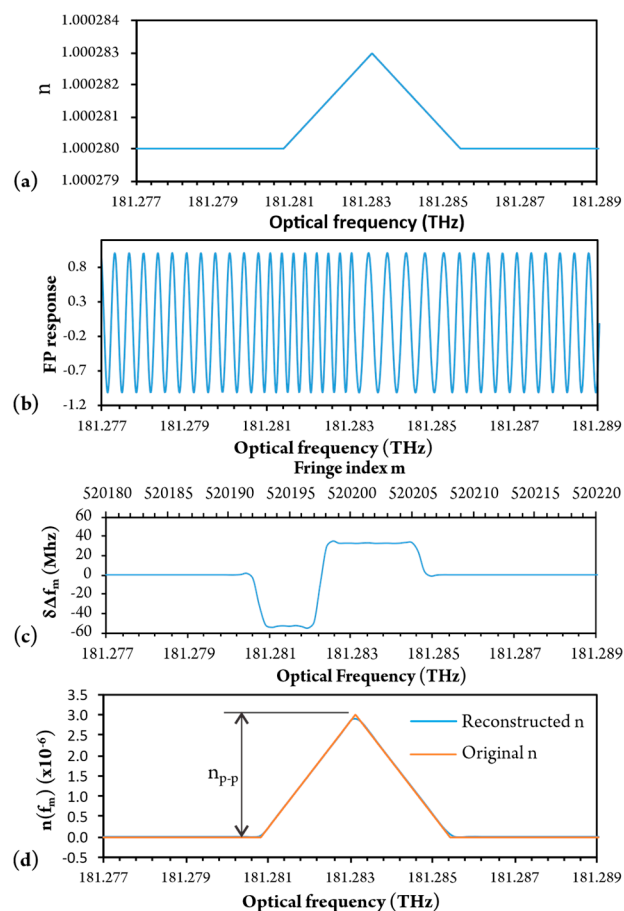 1.000284
1.000283
1.000282
1.000281
1.000280
1.000279
n
(a)
181.277 181.279 181.281 181.283 181.285 181.287 181.289
Optical frequency (THz)
0.8
0.3
-0.2
-0.7
-1.2
FP response
(b)
181.277 181.279 181.281 181.283 181.285 181.287 181.289
Optical frequency (THz)
Fringe index m
520180 520185 520192 520197 520200 520207 520210 520215 520220
60
40
20
0
-20
-40
-60
δΔfₘ (Mhz)
(c)
181.277 181.279 181.281 181.283 181.285 181.287 181.289
Optical Frequency (THz)
3.5
3.0
2.5
2.0
1.5
1.0
0.5
0.0
-0.5
n(fₘ) (x10⁻⁶)
nₚ₋ₚ
Reconstructed n
Original n
(d)
181.277 181.279 181.281 181.283 181.285 181.287 181.289
Optical frequency (THz)